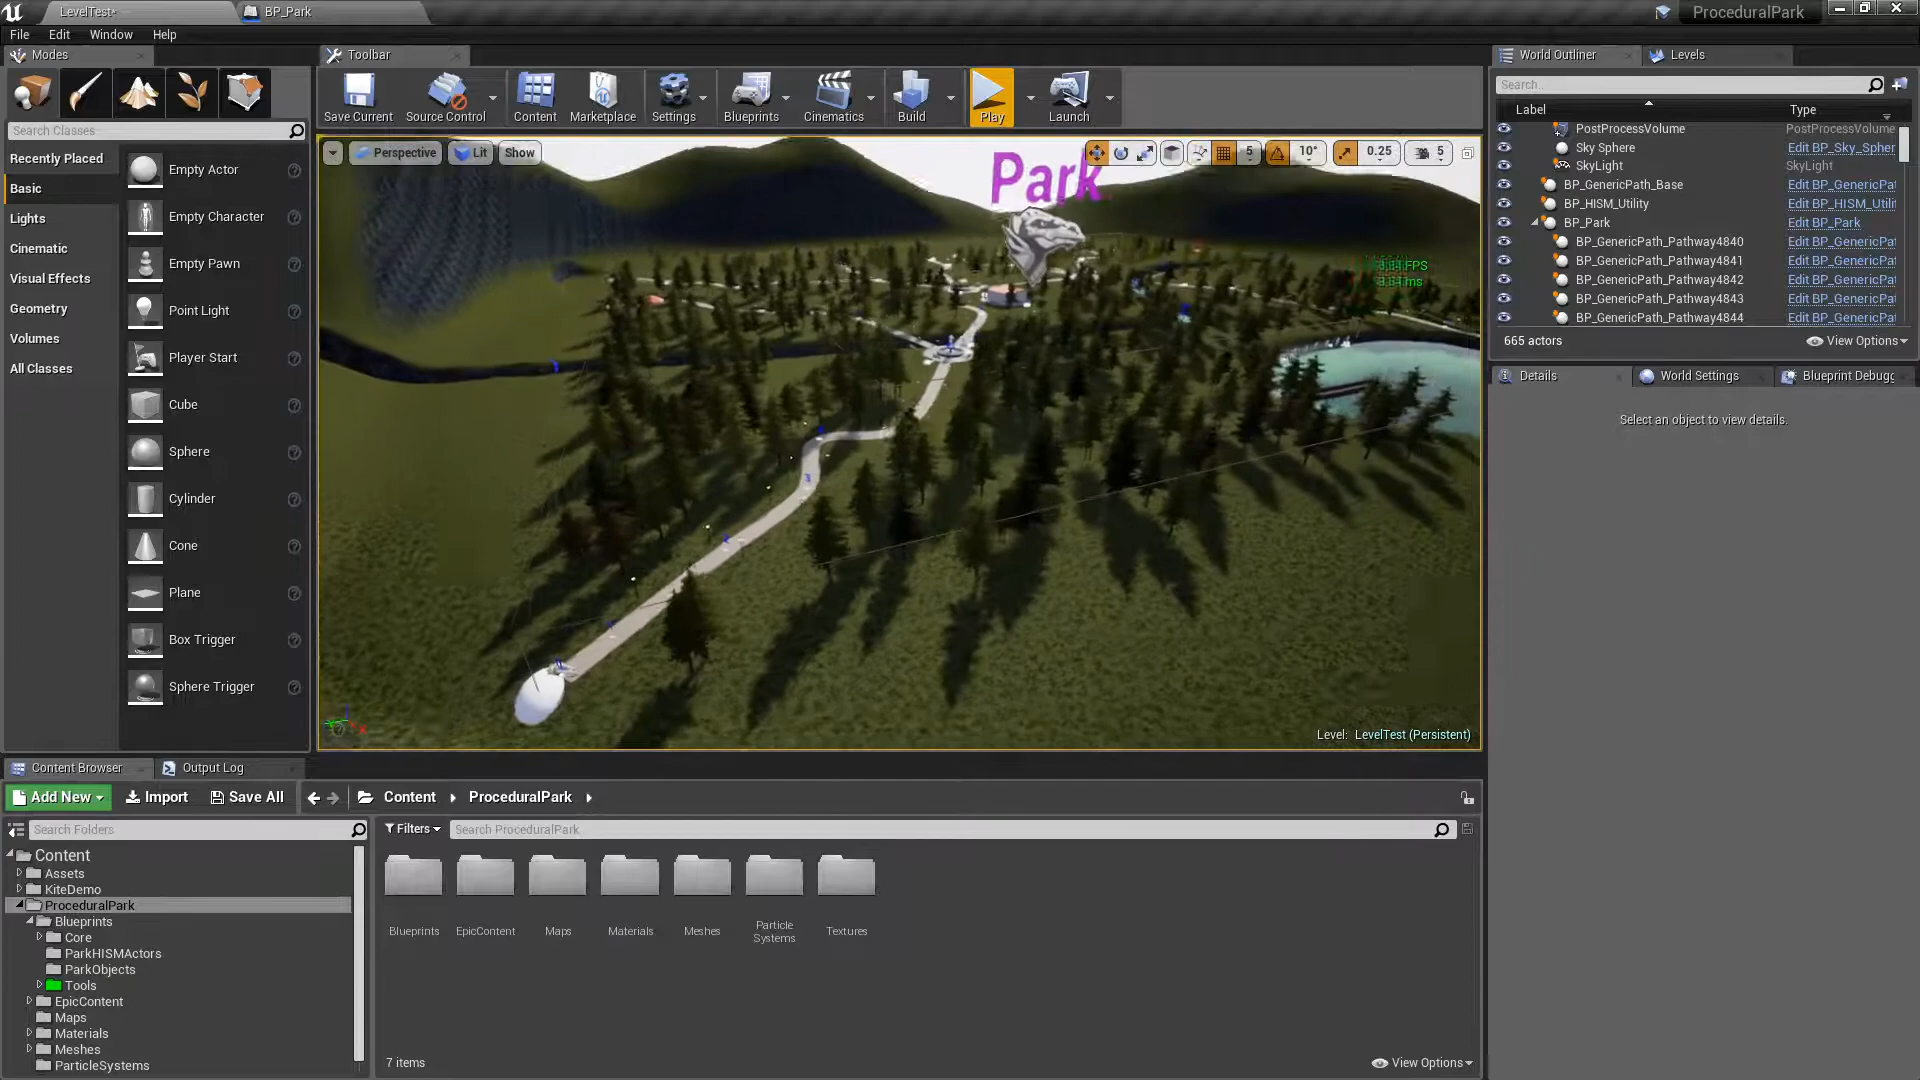 LevelTest*
BP_Park
ProceduralPark
File Edit Window Help
Modes
Toolbar
World Outliner
Levels
Search Classes
Save Current
Source Control
Content
Marketplace
Settings
Blueprints
Cinematics
Build
Play
Launch
Search...
Label
Type
Recently Placed
Basic
Lights
Cinematic
Visual Effects
Geometry
Volumes
All Classes
Empty Actor
Empty Character
Empty Pawn
Point Light
Player Start
Cube
Sphere
Cylinder
Cone
Plane
Box Trigger
Sphere Trigger
Perspective
Lit
Show
5
10°
0.25
5
Park
Level: LevelTest (Persistent)
PostProcessVolume PostProcessVolume
Sky Sphere Edit BP_Sky_Spher
SkyLight SkyLight
BP_GenericPath_Base Edit BP_GenericPat
BP_HISM_Utility Edit BP_HISM_Utilit
BP_Park Edit BP_Park
BP_GenericPath_Pathway4840 Edit BP_GenericPat
BP_GenericPath_Pathway4841 Edit BP_GenericPat
BP_GenericPath_Pathway4842 Edit BP_GenericPat
BP_GenericPath_Pathway4843 Edit BP_GenericPat
BP_GenericPath_Pathway4844 Edit BP_GenericPat
665 actors
View Options
Details
World Settings
Blueprint Debugg
Select an object to view details.
Content Browser
Output Log
Add New
Import
Save All
Content
ProceduralPark
Search Folders
Filters
Search ProceduralPark
Content
Assets
KiteDemo
ProceduralPark
Blueprints
Core
ParkHISMActors
ParkObjects
Tools
EpicContent
Maps
Materials
Meshes
ParticleSystems
Blueprints
EpicContent
Maps
Materials
Meshes
Particle
Systems
Textures
7 items
View Options